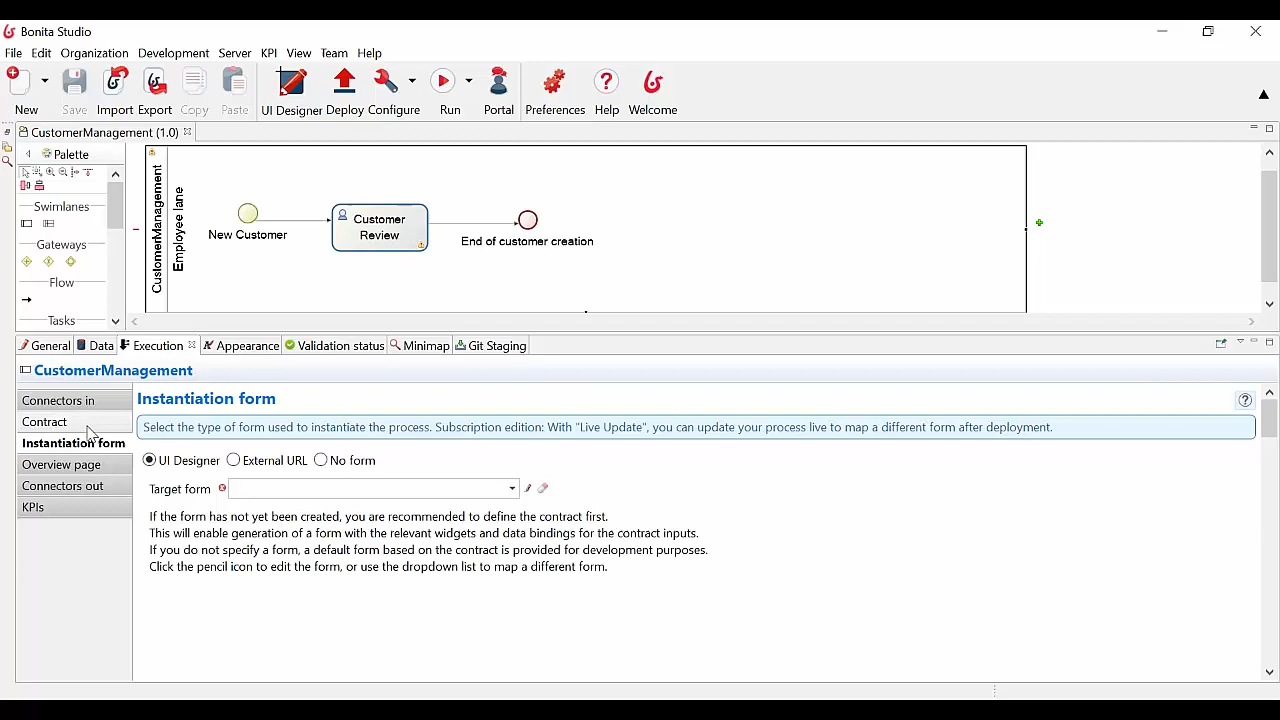 Bonita Studio
File Edit Organization Development Server KPI View Team Help
New Save Import Export Copy Paste UI Designer Deploy Configure Run Portal Preferences Help Welcome
CustomerManagement (1.0)
Palette
Swimlanes
Gateways
Flow
Tasks
CustomerManagement
Employee lane
New Customer
Customer
Review
End of customer creation
General Data Execution Appearance Validation status Minimap Git Staging
CustomerManagement
Connectors in
Contract
Instantiation form
Overview page
Connectors out
KPIs
Instantiation form
Select the type of form used to instantiate the process. Subscription edition: With "Live Update", you can update your process live to map a different form after deployment.
UI Designer External URL No form
Target form
If the form has not yet been created, you are recommended to define the contract first.
This will enable generation of a form with the relevant widgets and data bindings for the contract inputs.
If you do not specify a form, a default form based on the contract is provided for development purposes.
Click the pencil icon to edit the form, or use the dropdown list to map a different form.